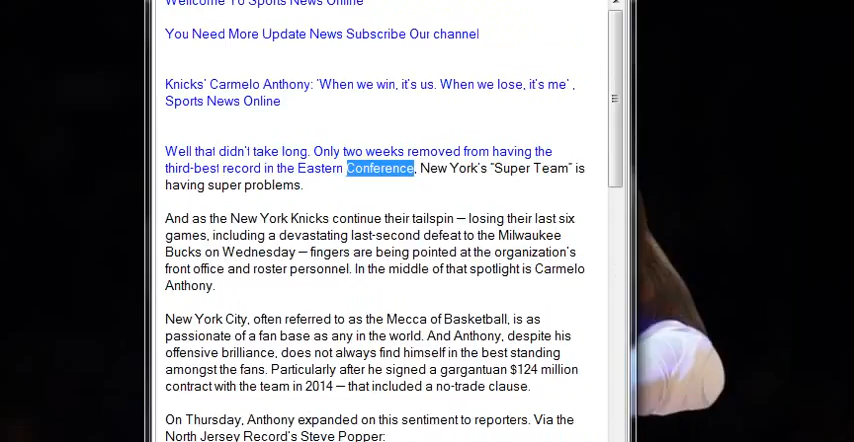 Wellcome To Sports News Online
You Need More Update News Subscribe Our channel
Knicks' Carmelo Anthony: 'When we win, it's us. When we lose, it's me' ,
Sports News Online
Well that didn't take long. Only two weeks removed from having the
third-best record in the Eastern Conference, New York's "Super Team" is
having super problems.
And as the New York Knicks continue their tailspin — losing their last six
games, including a devastating last-second defeat to the Milwaukee
Bucks on Wednesday — fingers are being pointed at the organization's
front office and roster personnel. In the middle of that spotlight is Carmelo
Anthony.
New York City, often referred to as the Mecca of Basketball, is as
passionate of a fan base as any in the world. And Anthony, despite his
offensive brilliance, does not always find himself in the best standing
amongst the fans. Particularly after he signed a gargantuan $124 million
contract with the team in 2014 — that included a no-trade clause.
On Thursday, Anthony expanded on this sentiment to reporters. Via the
North Jersey Record's Steve Popper: